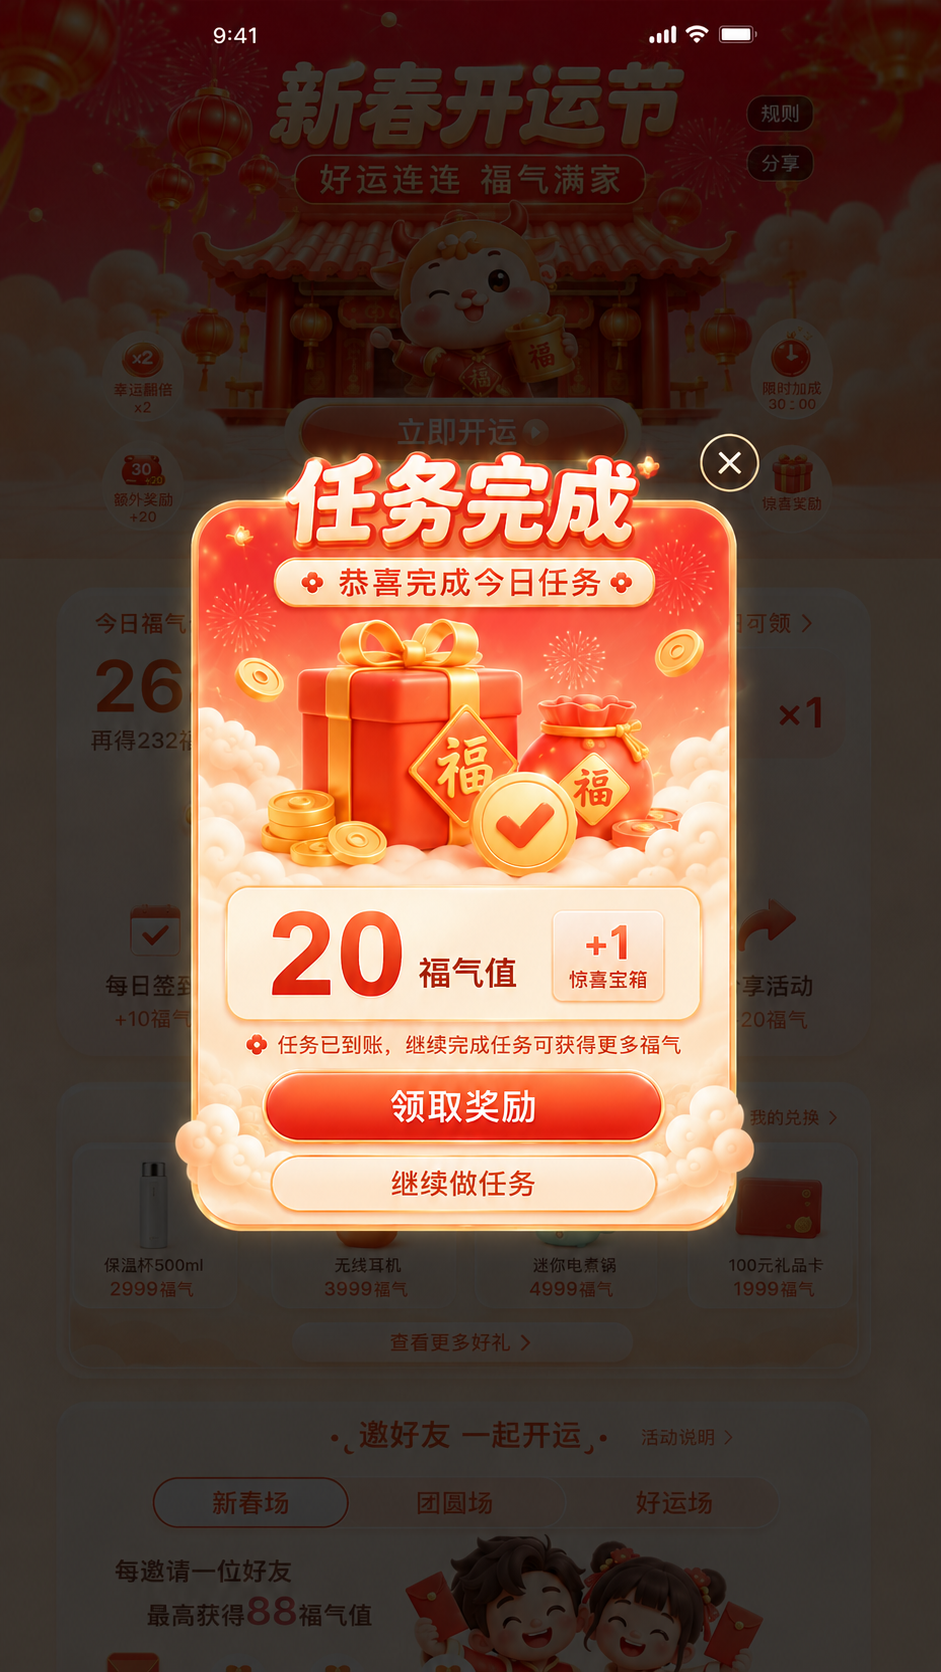 9:41
新春开运节
规则
好运连连 福气满家
分享
福
福
x2
幸运翻倍
x2
限时加成
30:00
立即开运
30
+20
额外奖励
+20
惊喜奖励
任务完成
恭喜完成今日任务
今日福气
可领 >
26
再得232福
×1
福
福
20 福气值
+1
惊喜宝箱
每日签到
+10福气
享活动
20福气
任务已到账，继续完成任务可获得更多福气
领取奖励
我的兑换 >
继续做任务
保温杯500ml
2999福气
无线耳机
3999福气
迷你电煮锅
4999福气
100元礼品卡
1999福气
查看更多好礼 >
邀好友 一起开运
活动说明 >
新春场
团圆场
好运场
每邀请一位好友
最高获得88福气值